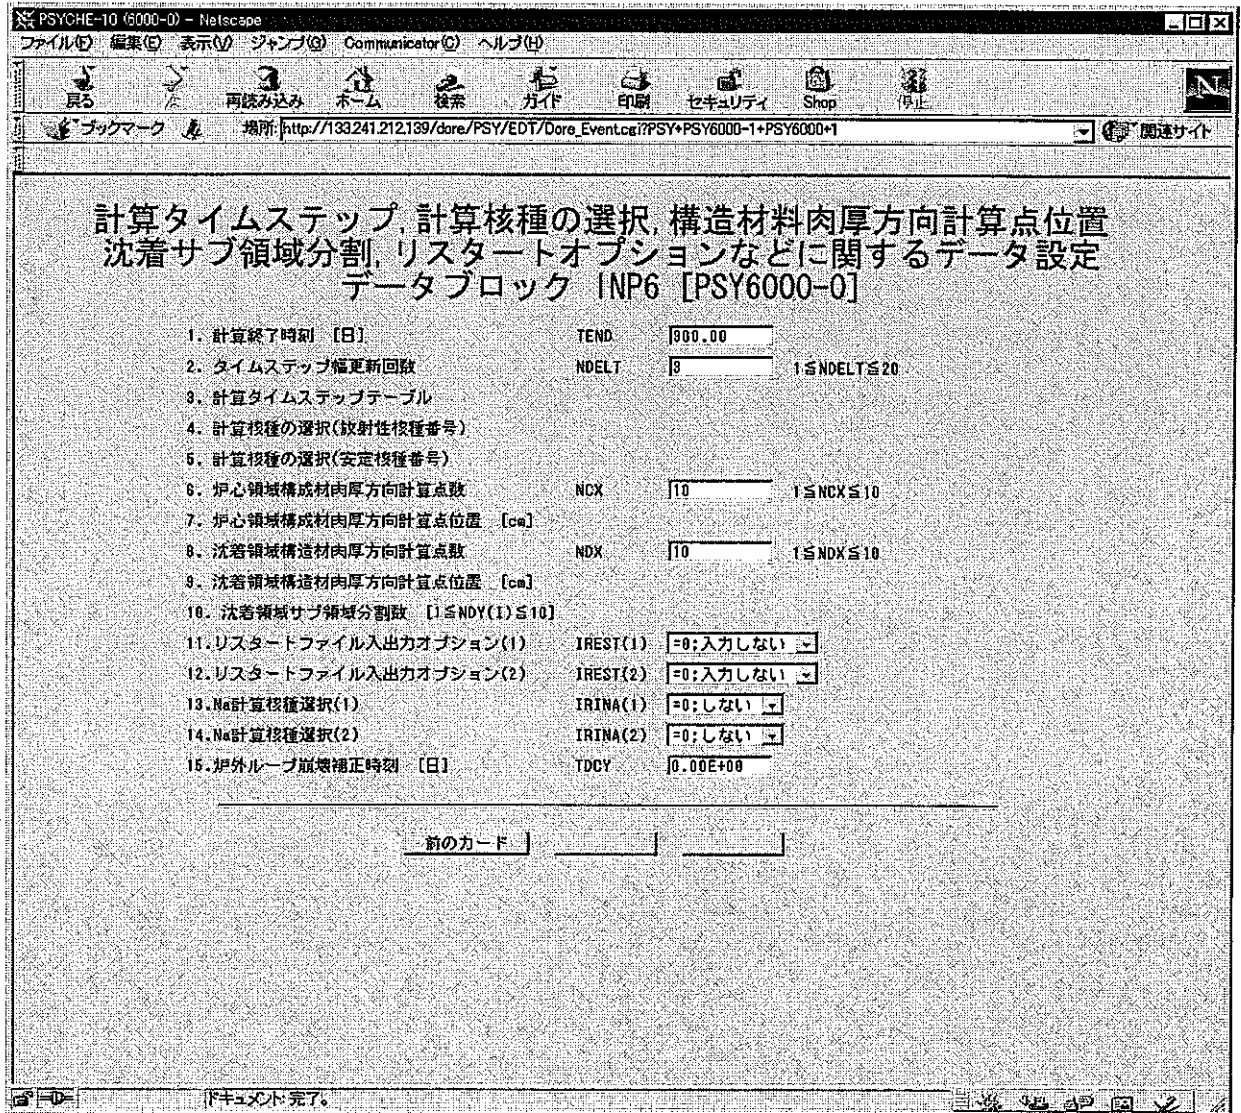 PSYCHE-10 (6000-0) - Netscape
ファイル(F) 編集(E) 表示(V) ジャンプ(G) Communicator(C) ヘルプ(H)
戻る 次 再読み込み ホーム 検索 ガイド 印刷 セキュリティ Shop 停止
ブックマーク 場所: http://133.241.212.139/dore/PSY/EDT/Dore_Event.cgi?PSY+PSY6000-1+PSY6000+1 関連サイト
計算タイムステップ, 計算核種の選択, 構造材料肉厚方向計算点位置
沈着サブ領域分割, リスタートオプションなどに関するデータ設定
データブロック INP6 [PSY6000-0]
1. 計算終了時刻 [日] TEND 900.00
2. タイムステップ幅更新回数 NDELT 3 1≦NDELT≦20
3. 計算タイムステップテーブル
4. 計算核種の選択(放射性核種番号)
5. 計算核種の選択(安定核種番号)
6. 炉心領域構成材肉厚方向計算点数 NCX 10 1≦NCX≦10
7. 炉心領域構成材肉厚方向計算点位置 [cm]
8. 沈着領域構造材肉厚方向計算点数 NDX 10 1≦NDX≦10
9. 沈着領域構造材肉厚方向計算点位置 [cm]
10. 沈着領域サブ領域分割数 [1≦NDY(I)≦10]
11.リスタートファイル入出力オプション(1) IREST(1) =0;入力しない
12.リスタートファイル入出力オプション(2) IREST(2) =0;入力しない
13.Na計算核種選択(1) IRINA(1) =0;しない
14.Na計算核種選択(2) IRINA(2) =0;しない
15.炉外ループ崩壊補正時刻 [日] TDCY 0.00E+00
前のカード
ドキュメント: 完了。